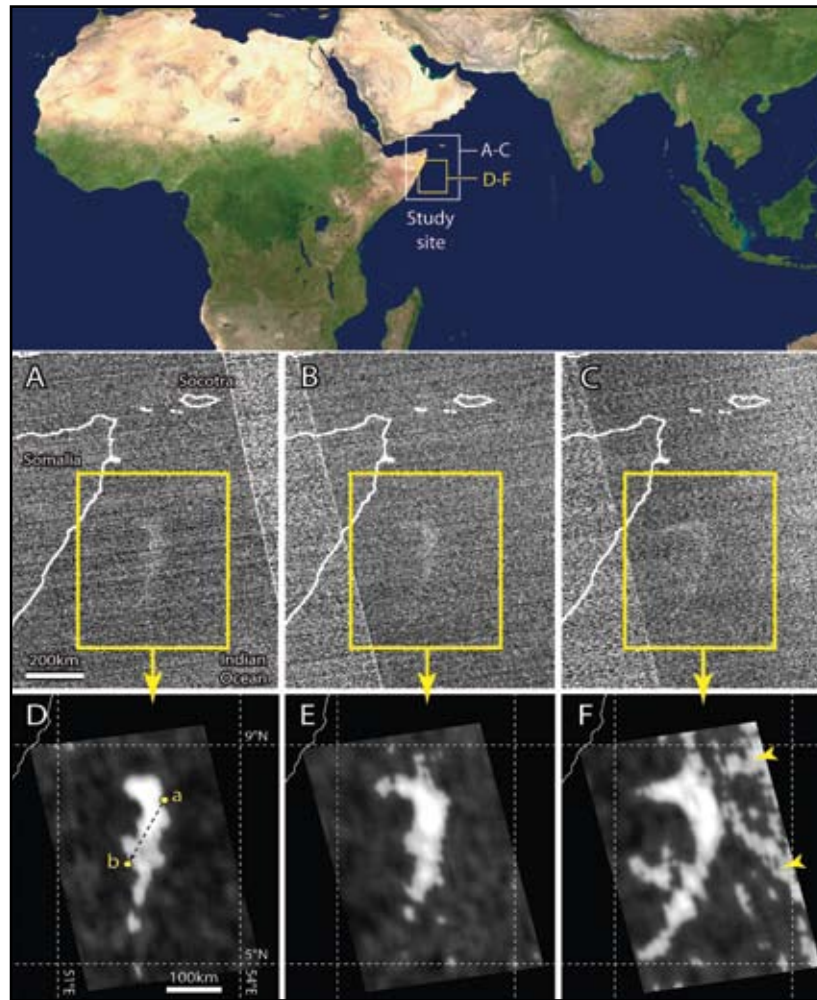 A-C
D-F
Study
site
A
Socotra
Somalia
200km
Indian
Ocean
B
C
D
9°N
a
b
5°N
51°E
54°E
100km
E
F